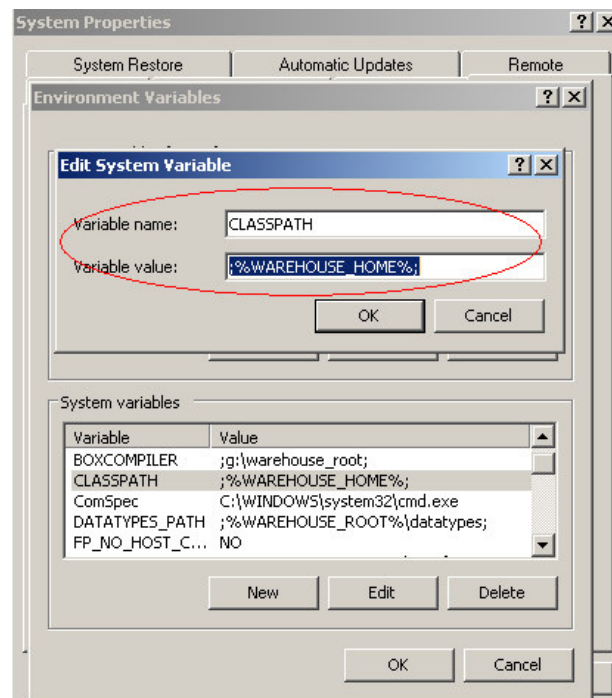 System Properties
System Restore Automatic Updates Remote
Environment Variables
Edit System Variable
Variable name: CLASSPATH
Variable value: ;%WAREHOUSE_HOME%;
OK Cancel
System variables
Variable Value
BOXCOMPILER ;g:\warehouse_root;
CLASSPATH ;%WAREHOUSE_HOME%;
ComSpec C:\WINDOWS\system32\cmd.exe
DATATYPES_PATH ;%WAREHOUSE_ROOT%\datatypes;
FP_NO_HOST_C... NO
New Edit Delete
OK Cancel